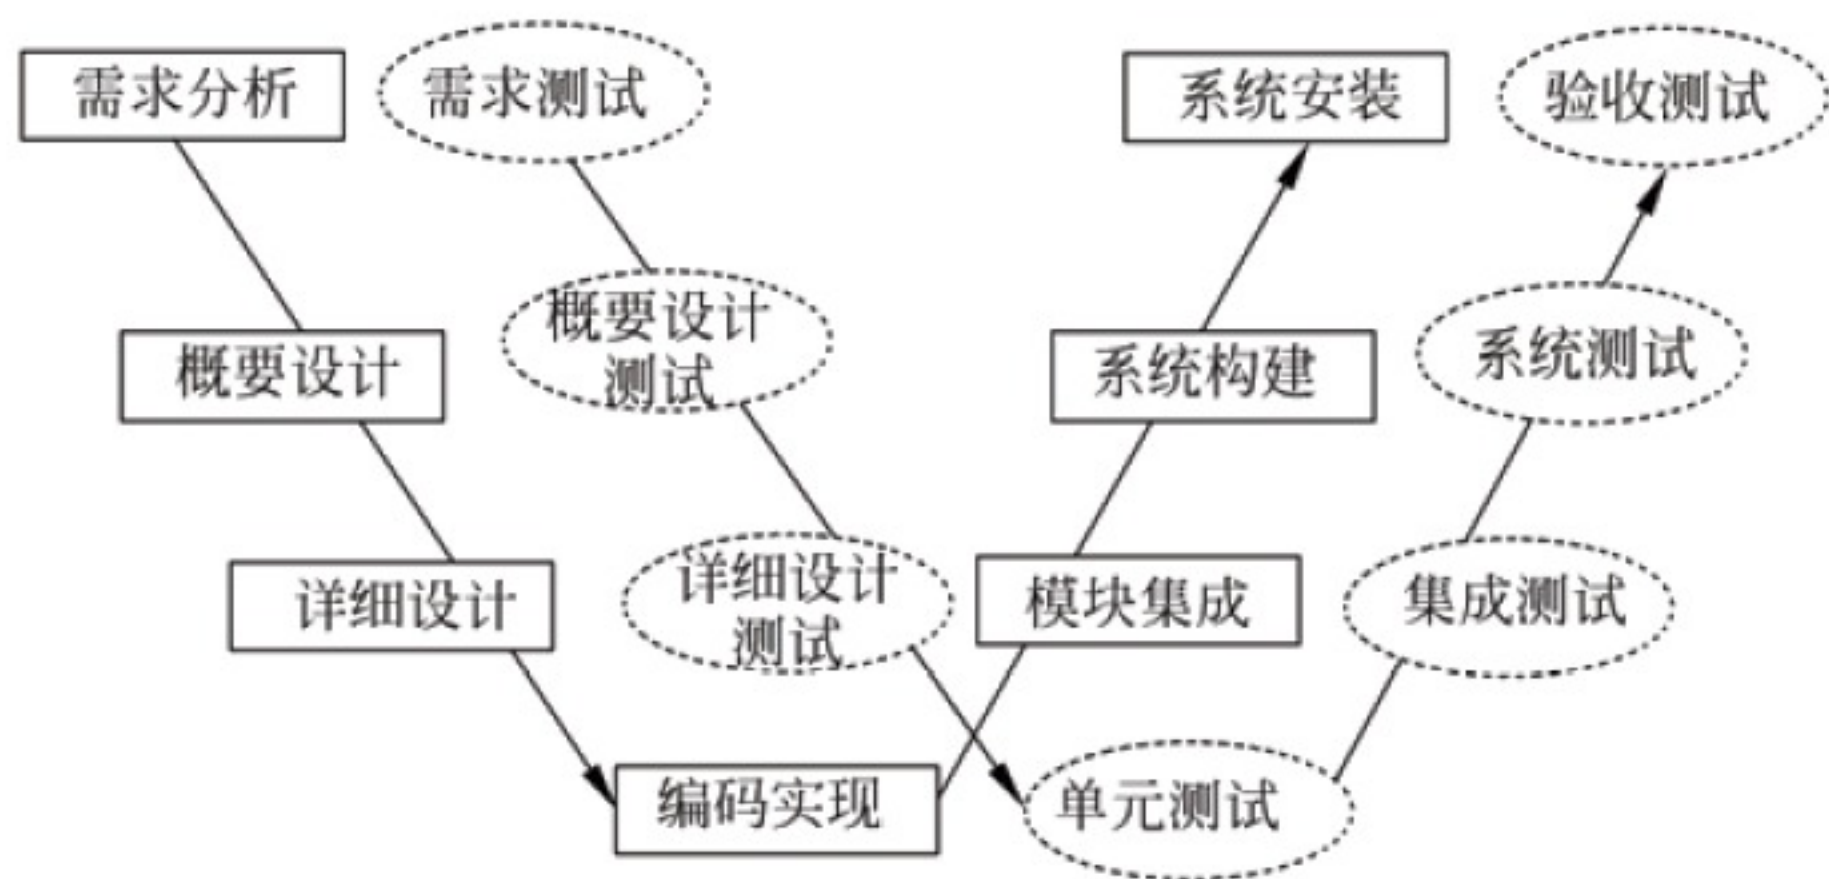 需求分析
需求测试
系统安装
验收测试
概要设计
概要设计
测试
系统构建
系统测试
详细设计
详细设计
测试
模块集成
集成测试
编码实现
单元测试